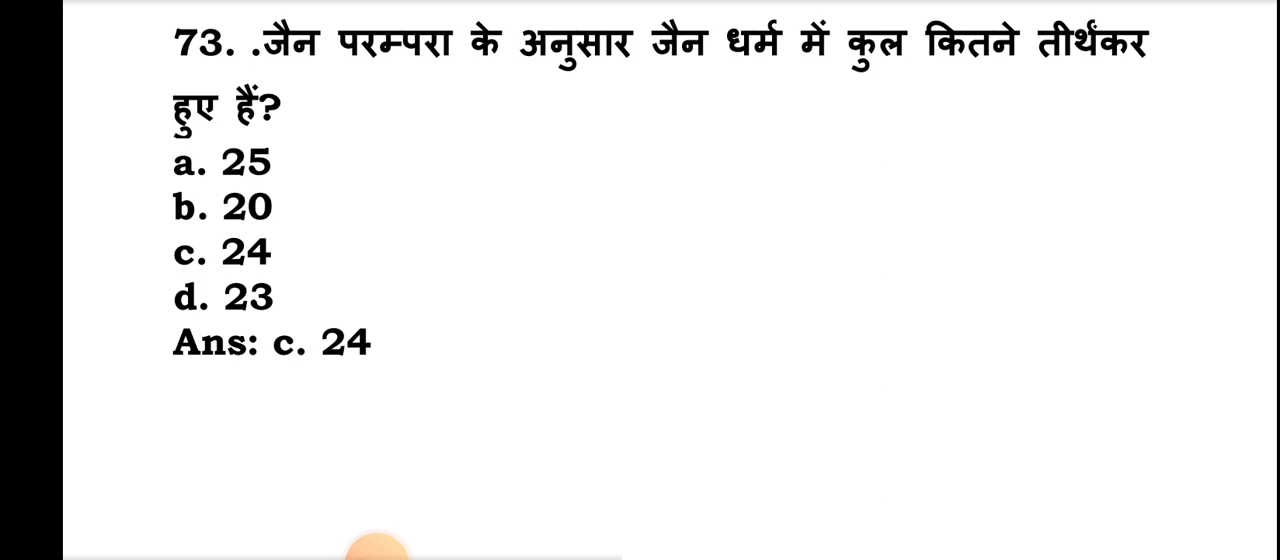 73. .जैन परम्परा के अनुसार जैन धर्म में कुल कितने तीर्थंकर
हुए हैं?
a. 25
b. 20
c. 24
d. 23
Ans: c. 24